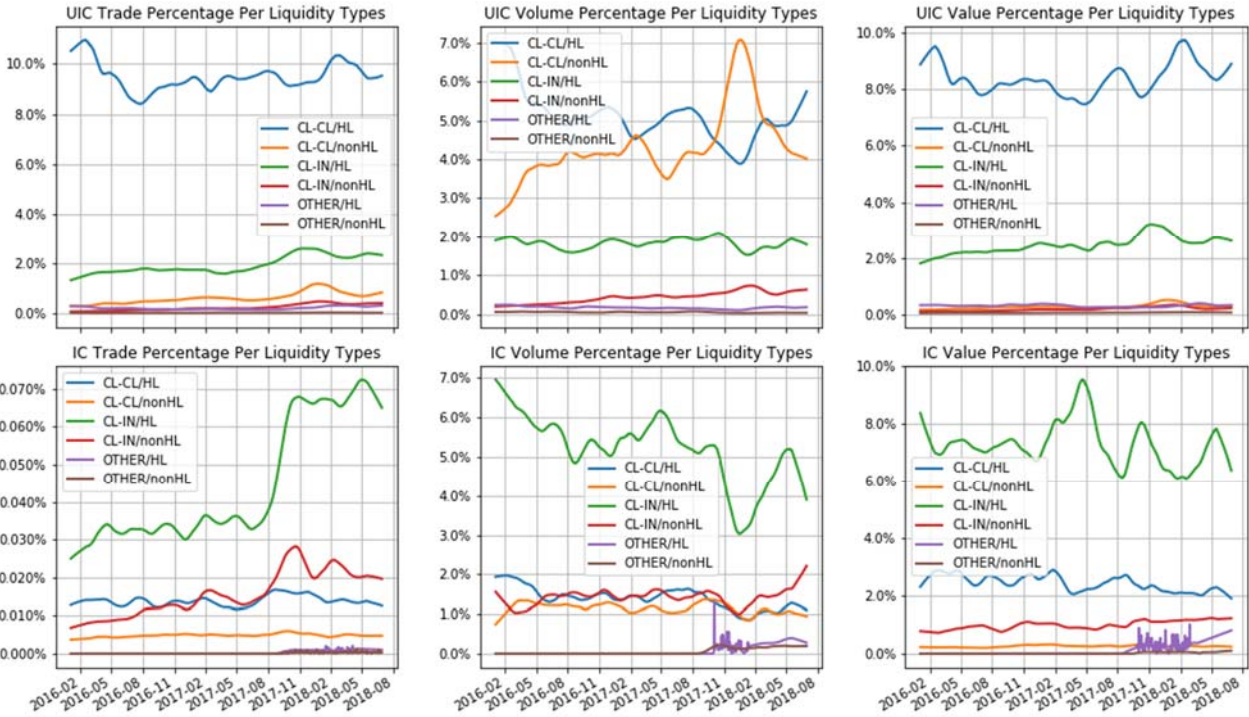 UIC Trade Percentage Per Liquidity Types
10.0%
8.0%
6.0%
4.0%
2.0%
0.0%
CL-CL/HL
CL-CL/nonHL
CL-IN/HL
CL-IN/nonHL
OTHER/HL
OTHER/nonHL
UIC Volume Percentage Per Liquidity Types
7.0%
6.0%
5.0%
4.0%
3.0%
2.0%
1.0%
0.0%
CL-CL/HL
CL-CL/nonHL
CL-IN/HL
CL-IN/nonHL
OTHER/HL
OTHER/nonHL
UIC Value Percentage Per Liquidity Types
10.0%
8.0%
6.0%
4.0%
2.0%
0.0%
CL-CL/HL
CL-CL/nonHL
CL-IN/HL
CL-IN/nonHL
OTHER/HL
OTHER/nonHL
IC Trade Percentage Per Liquidity Types
0.070%
0.060%
0.050%
0.040%
0.030%
0.020%
0.010%
0.000%
CL-CL/HL
CL-CL/nonHL
CL-IN/HL
CL-IN/nonHL
OTHER/HL
OTHER/nonHL
2016-02
2016-05
2016-08
2016-11
2017-02
2017-05
2017-08
2017-11
2018-02
2018-05
2018-08
IC Volume Percentage Per Liquidity Types
7.0%
6.0%
5.0%
4.0%
3.0%
2.0%
1.0%
0.0%
CL-CL/HL
CL-CL/nonHL
CL-IN/HL
CL-IN/nonHL
OTHER/HL
OTHER/nonHL
2016-02
2016-05
2016-08
2016-11
2017-02
2017-05
2017-08
2017-11
2018-02
2018-05
2018-08
IC Value Percentage Per Liquidity Types
10.0%
8.0%
6.0%
4.0%
2.0%
0.0%
CL-CL/HL
CL-CL/nonHL
CL-IN/HL
CL-IN/nonHL
OTHER/HL
OTHER/nonHL
2016-02
2016-05
2016-08
2016-11
2017-02
2017-05
2017-08
2017-11
2018-02
2018-05
2018-08